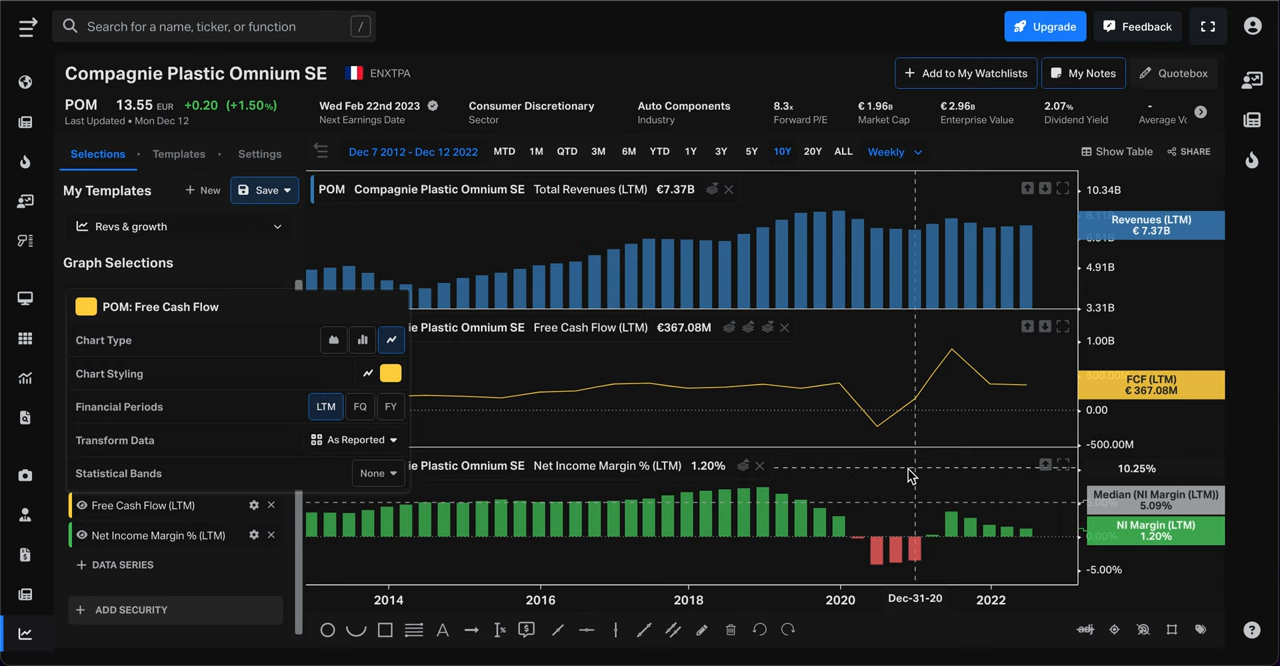 Search for a name, ticker, or function /
Upgrade
Feedback
Compagnie Plastic Omnium SE ENXTPA
+ Add to My Watchlists
My Notes
Quotebox
POM 13.55 EUR +0.20 (+1.50%)
Last Updated • Mon Dec 12
Wed Feb 22nd 2023
Next Earnings Date
Consumer Discretionary
Sector
Auto Components
Industry
8.3x
Forward P/E
€ 1.96B
Market Cap
€ 2.96B
Enterprise Value
2.07%
Dividend Yield
-
Average Vo
Selections • Templates • Settings
Dec 7 2012 - Dec 12 2022 MTD 1M QTD 3M 6M YTD 1Y 3Y 5Y 10Y 20Y ALL Weekly
Show Table SHARE
My Templates + New Save
Revs & growth
Graph Selections
POM: Free Cash Flow
Chart Type
Chart Styling
Financial Periods LTM FQ FY
Transform Data As Reported
Statistical Bands None
Free Cash Flow (LTM)
Net Income Margin % (LTM)
+ DATA SERIES
+ ADD SECURITY
POM Compagnie Plastic Omnium SE Total Revenues (LTM) €7.37B
10.34B
Revenues (LTM)
€ 7.37B
4.91B
3.31B
ie Plastic Omnium SE Free Cash Flow (LTM) €367.08M
1.00B
FCF (LTM)
€ 367.08M
0.00
-500.00M
ie Plastic Omnium SE Net Income Margin % (LTM) 1.20%
10.25%
Median (NI Margin (LTM))
5.09%
NI Margin (LTM)
1.20%
-5.00%
2014 2016 2018 2020 Dec-31-20 2022
adj